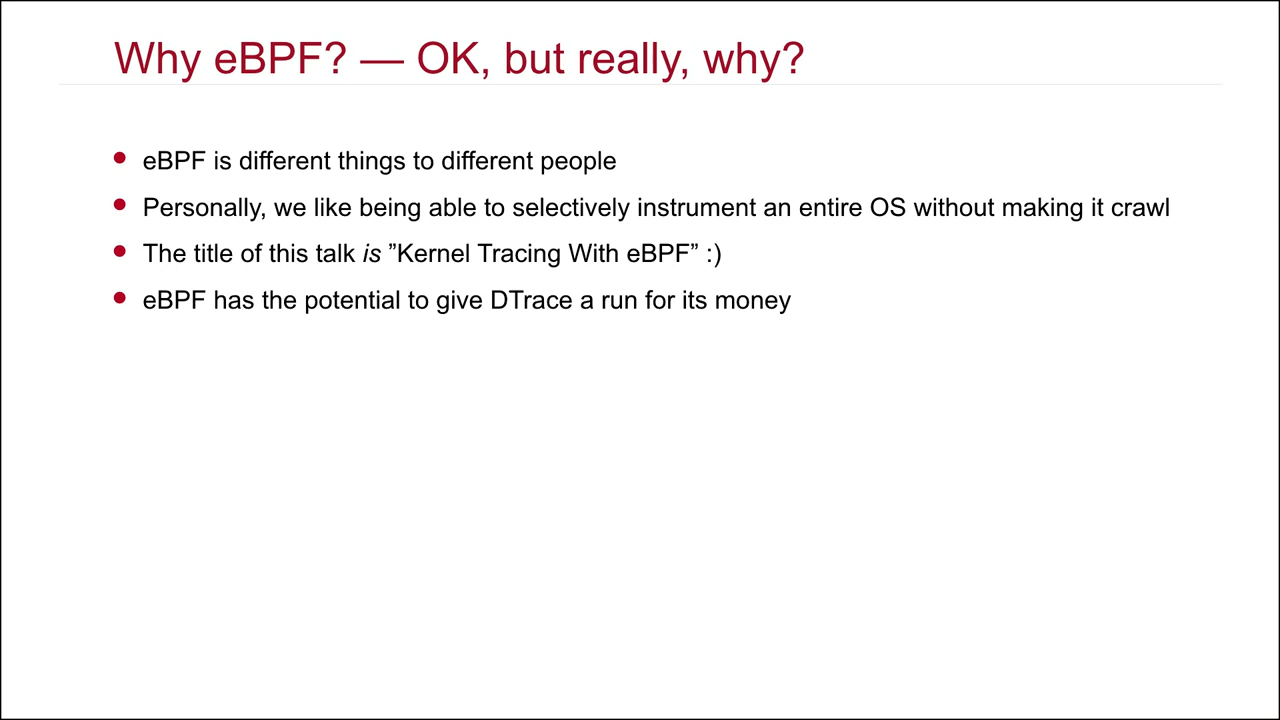 Why eBPF? — OK, but really, why?
• eBPF is different things to different people
• Personally, we like being able to selectively instrument an entire OS without making it crawl
• The title of this talk is ”Kernel Tracing With eBPF” :)
• eBPF has the potential to give DTrace a run for its money